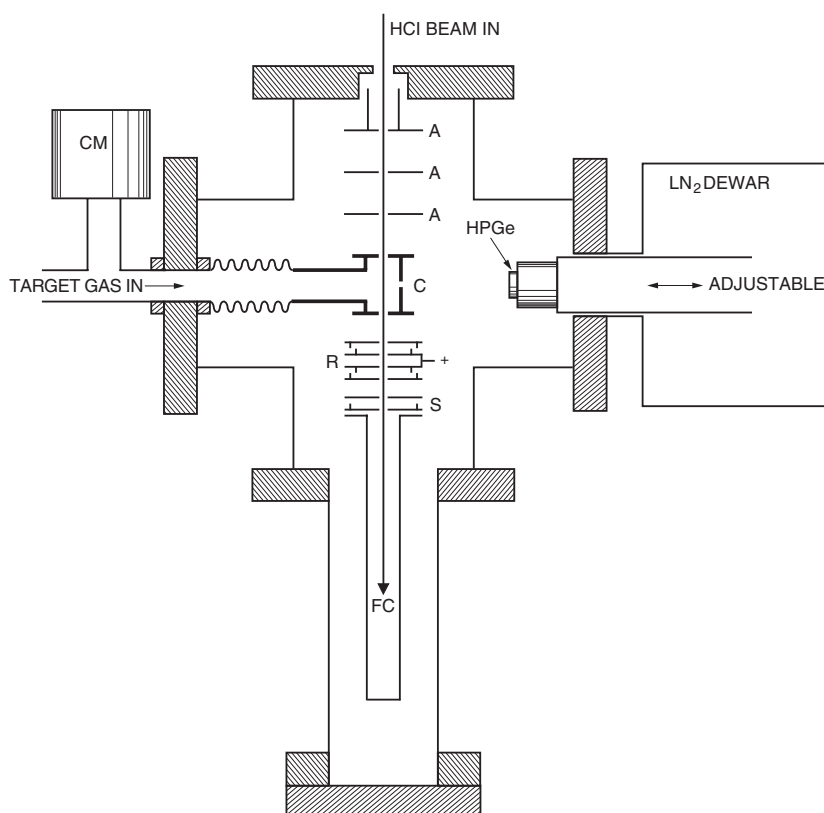 HCI BEAM IN
A
CM
A
LN2 DEWAR
A
HPGe
TARGET GAS IN
C
ADJUSTABLE
R
+
S
FC